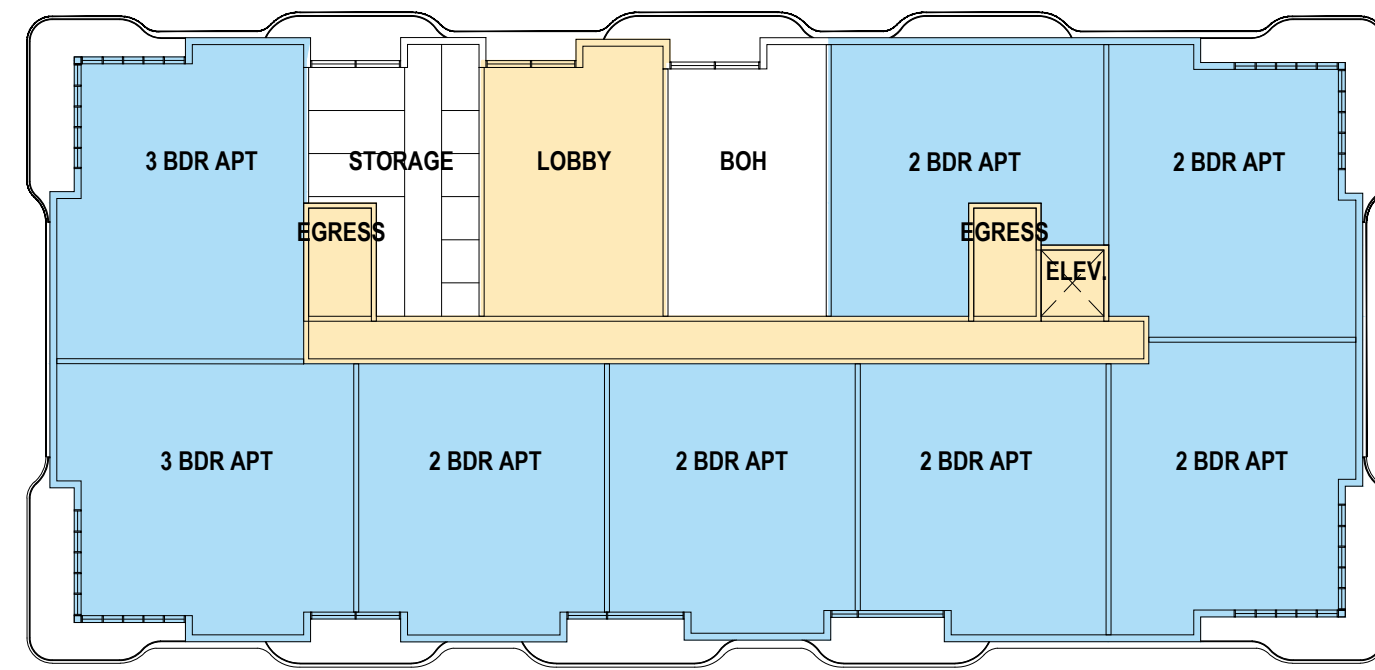 3 BDR APT
STORAGE
LOBBY
BOH
2 BDR APT
2 BDR APT
EGRESS
EGRESS
ELEV.
3 BDR APT
2 BDR APT
2 BDR APT
2 BDR APT
2 BDR APT